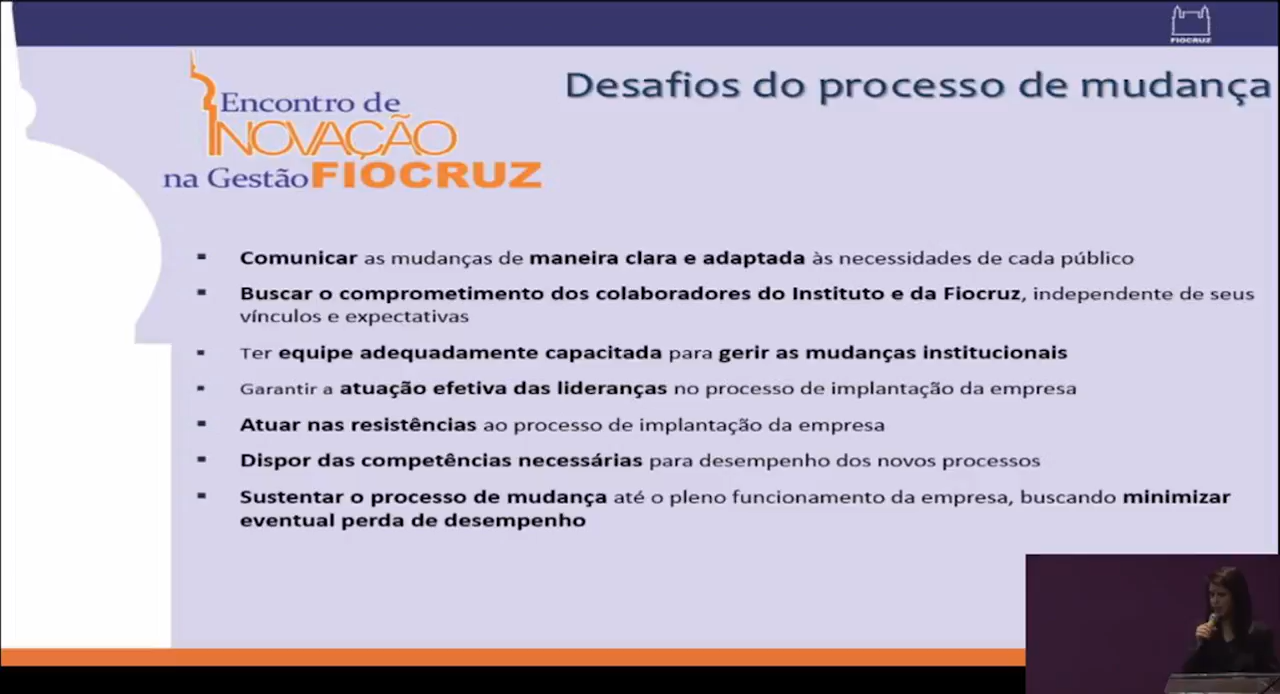 FIOCRUZ
Desafios do processo de mudança
Encontro de
INOVAÇÃO
na Gestão FIOCRUZ
▪ Comunicar as mudanças de maneira clara e adaptada às necessidades de cada público
▪ Buscar o comprometimento dos colaboradores do Instituto e da Fiocruz, independente de seus
vínculos e expectativas
▪ Ter equipe adequadamente capacitada para gerir as mudanças institucionais
▪ Garantir a atuação efetiva das lideranças no processo de implantação da empresa
▪ Atuar nas resistências ao processo de implantação da empresa
▪ Dispor das competências necessárias para desempenho dos novos processos
▪ Sustentar o processo de mudança até o pleno funcionamento da empresa, buscando minimizar
eventual perda de desempenho